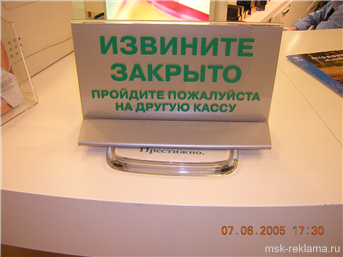 ИЗВИНИТЕ
ЗАКРЫТО
ПРОЙДИТЕ ПОЖАЛУЙСТА
НА ДРУГУЮ КАССУ
Престижно.
07.06.2005 17:30
msk-reklama.ru